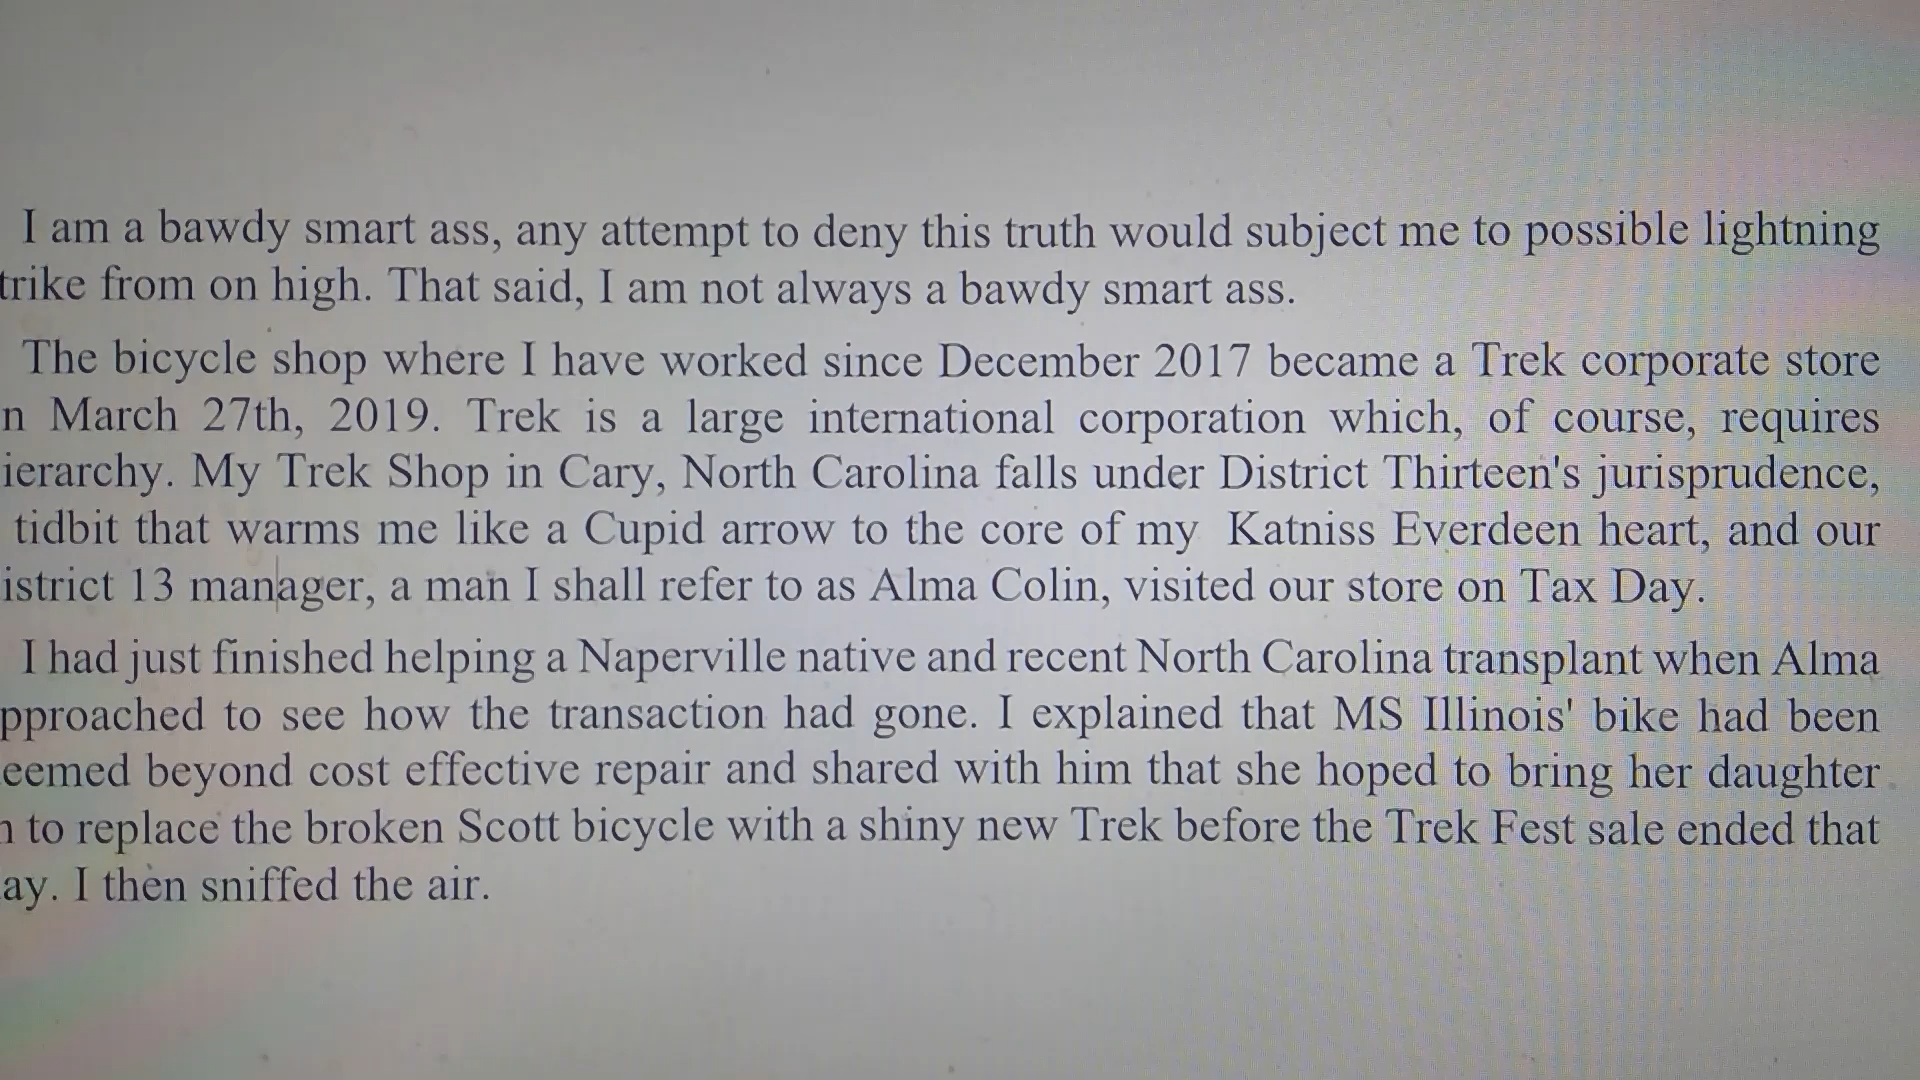 I am a bawdy smart ass, any attempt to deny this truth would subject me to possible lightning
trike from on high. That said, I am not always a bawdy smart ass.
The bicycle shop where I have worked since December 2017 became a Trek corporate store
n March 27th, 2019. Trek is a large international corporation which, of course, requires
ierarchy. My Trek Shop in Cary, North Carolina falls under District Thirteen's jurisprudence,
tidbit that warms me like a Cupid arrow to the core of my Katniss Everdeen heart, and our
istrict 13 manager, a man I shall refer to as Alma Colin, visited our store on Tax Day.
I had just finished helping a Naperville native and recent North Carolina transplant when Alma
pproached to see how the transaction had gone. I explained that MS Illinois' bike had been
eemed beyond cost effective repair and shared with him that she hoped to bring her daughter
n to replace the broken Scott bicycle with a shiny new Trek before the Trek Fest sale ended that
ay. I then sniffed the air.